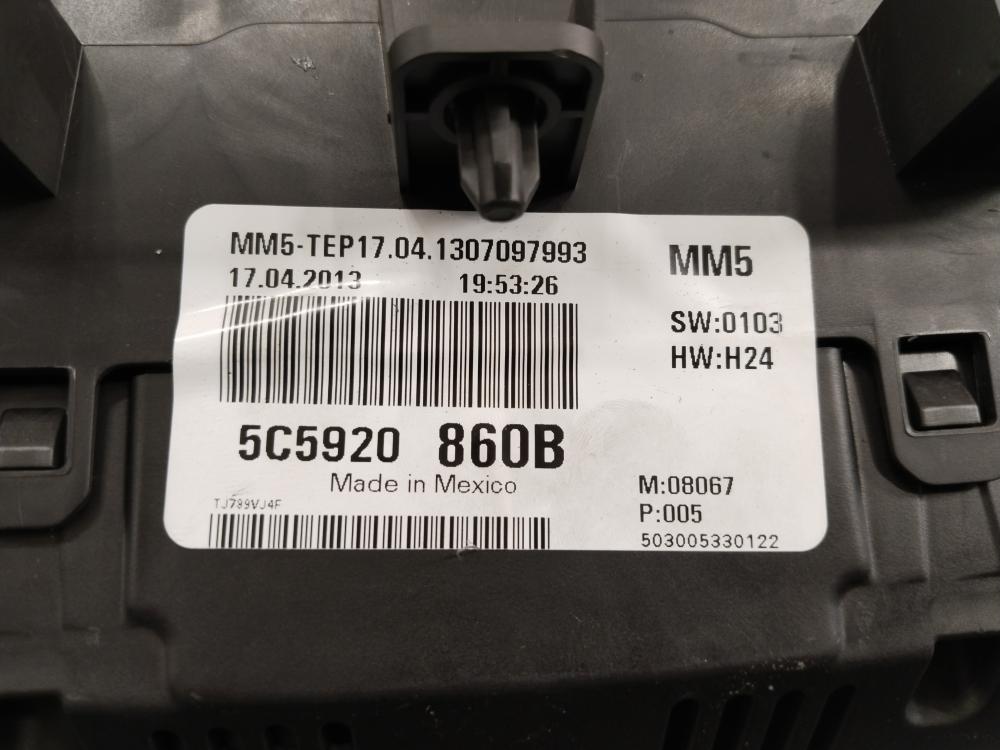 MM5-TEP17.04.1307097993
17.04.2013 19:53:26
MM5
SW:0103
HW:H24
5C5920 860B
Made in Mexico
TJ799VJ4F
M:08067
P:005
503005330122